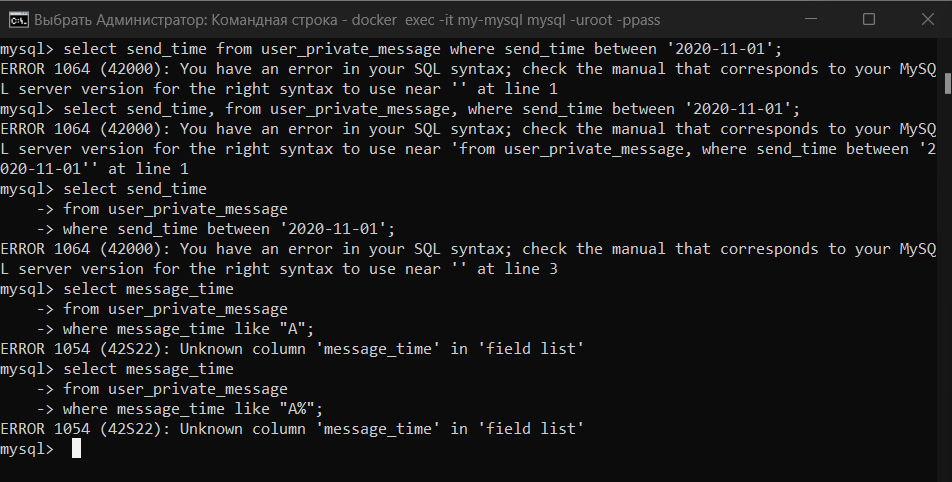 Выбрать Администратор: Командная строка - docker  exec -it my-mysql mysql -uroot -ppass
mysql> select send_time from user_private_message where send_time between '2020-11-01';
ERROR 1064 (42000): You have an error in your SQL syntax; check the manual that corresponds to your MySQ
L server version for the right syntax to use near '' at line 1
mysql> select send_time, from user_private_message, where send_time between '2020-11-01';
ERROR 1064 (42000): You have an error in your SQL syntax; check the manual that corresponds to your MySQ
L server version for the right syntax to use near 'from user_private_message, where send_time between '2
020-11-01'' at line 1
mysql> select send_time
    -> from user_private_message
    -> where send_time between '2020-11-01';
ERROR 1064 (42000): You have an error in your SQL syntax; check the manual that corresponds to your MySQ
L server version for the right syntax to use near '' at line 3
mysql> select message_time
    -> from user_private_message
    -> where message_time like "A";
ERROR 1054 (42S22): Unknown column 'message_time' in 'field list'
mysql> select message_time
    -> from user_private_message
    -> where message_time like "A%";
ERROR 1054 (42S22): Unknown column 'message_time' in 'field list'
mysql>